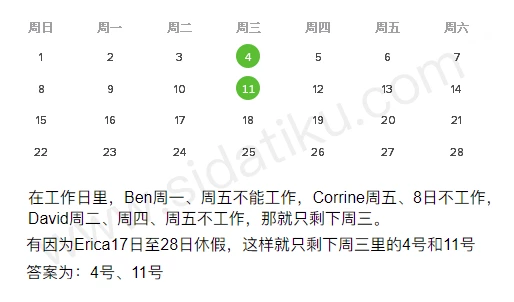 周日 周一 周二 周三 周四 周五 周六
1 2 3 4 5 6 7
8 9 10 11 12 13 14
15 16 17 18 19 20 21
22 23 24 25 26 27 28
在工作日里，Ben周一、周五不能工作，Corrine周五、8日不工作，
David周二、周四、周五不工作，那就只剩下周三。
有因为Erica17日至28日休假，这样就只剩下周三里的4号和11号
答案为：4号、11号
www.sidatiku.com